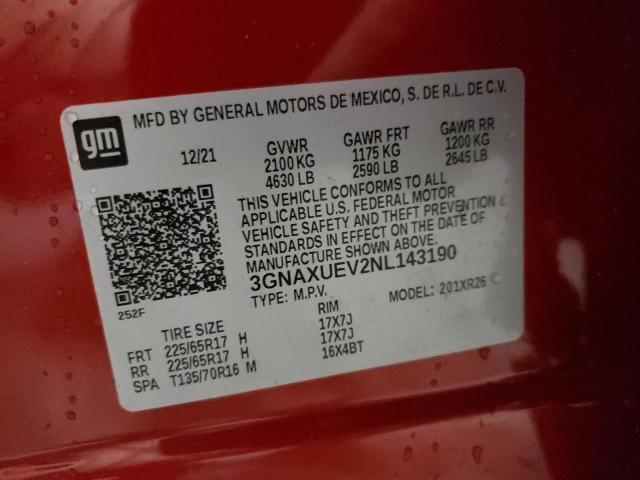 gm
MFD BY GENERAL MOTORS DE MEXICO, S. DE R.L. DE C.V.
12/21 GVWR GAWR FRT GAWR RR
2100 KG 1175 KG 1200 KG
4630 LB 2590 LB 2645 LB
THIS VEHICLE CONFORMS TO ALL
APPLICABLE U.S. FEDERAL MOTOR
VEHICLE SAFETY AND THEFT PREVENTION
STANDARDS IN EFFECT ON THE DATE OF
MANUFACTURE SHOWN ABOVE.
3GNAXUEV2NL143190
TYPE: M.P.V. MODEL: 201XR26
252F
TIRE SIZE RIM
FRT 225/65R17 H 17X7J
RR 225/65R17 H 17X7J
SPA T135/70R16 M 16X4BT